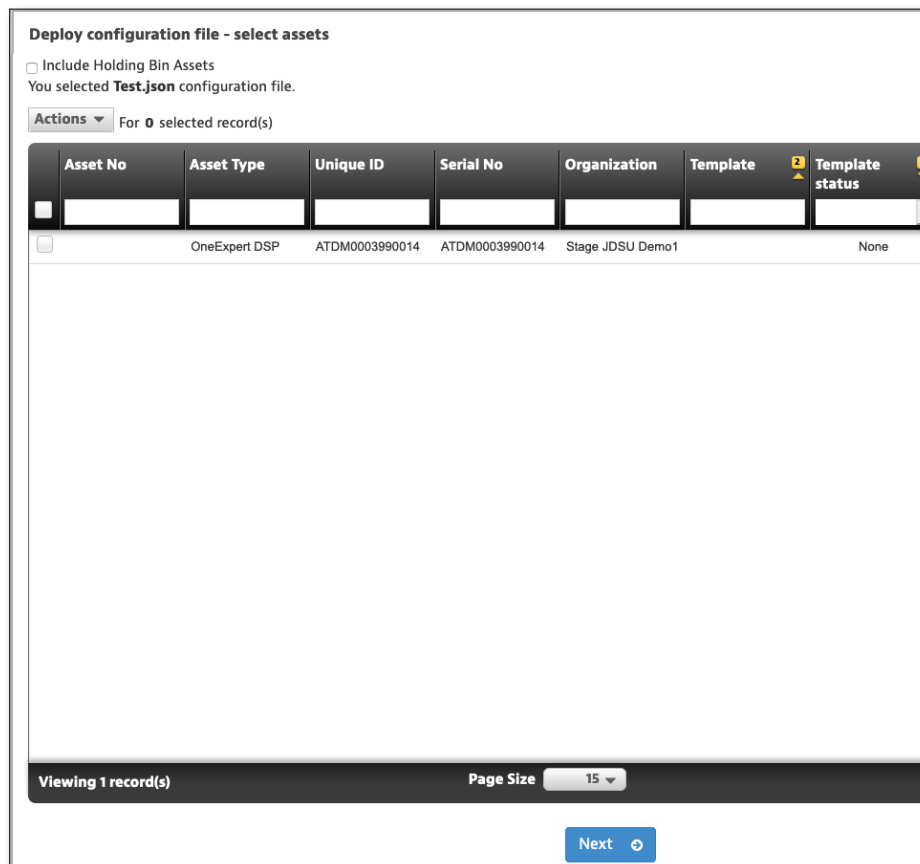 Deploy configuration file - select assets
Include Holding Bin Assets
You selected Test.json configuration file.
Actions For 0 selected record(s)
Asset No Asset Type Unique ID Serial No Organization Template 2 Template status
OneExpert DSP ATDM0003990014 ATDM0003990014 Stage JDSU Demo1 None
Viewing 1 record(s) Page Size 15
Next